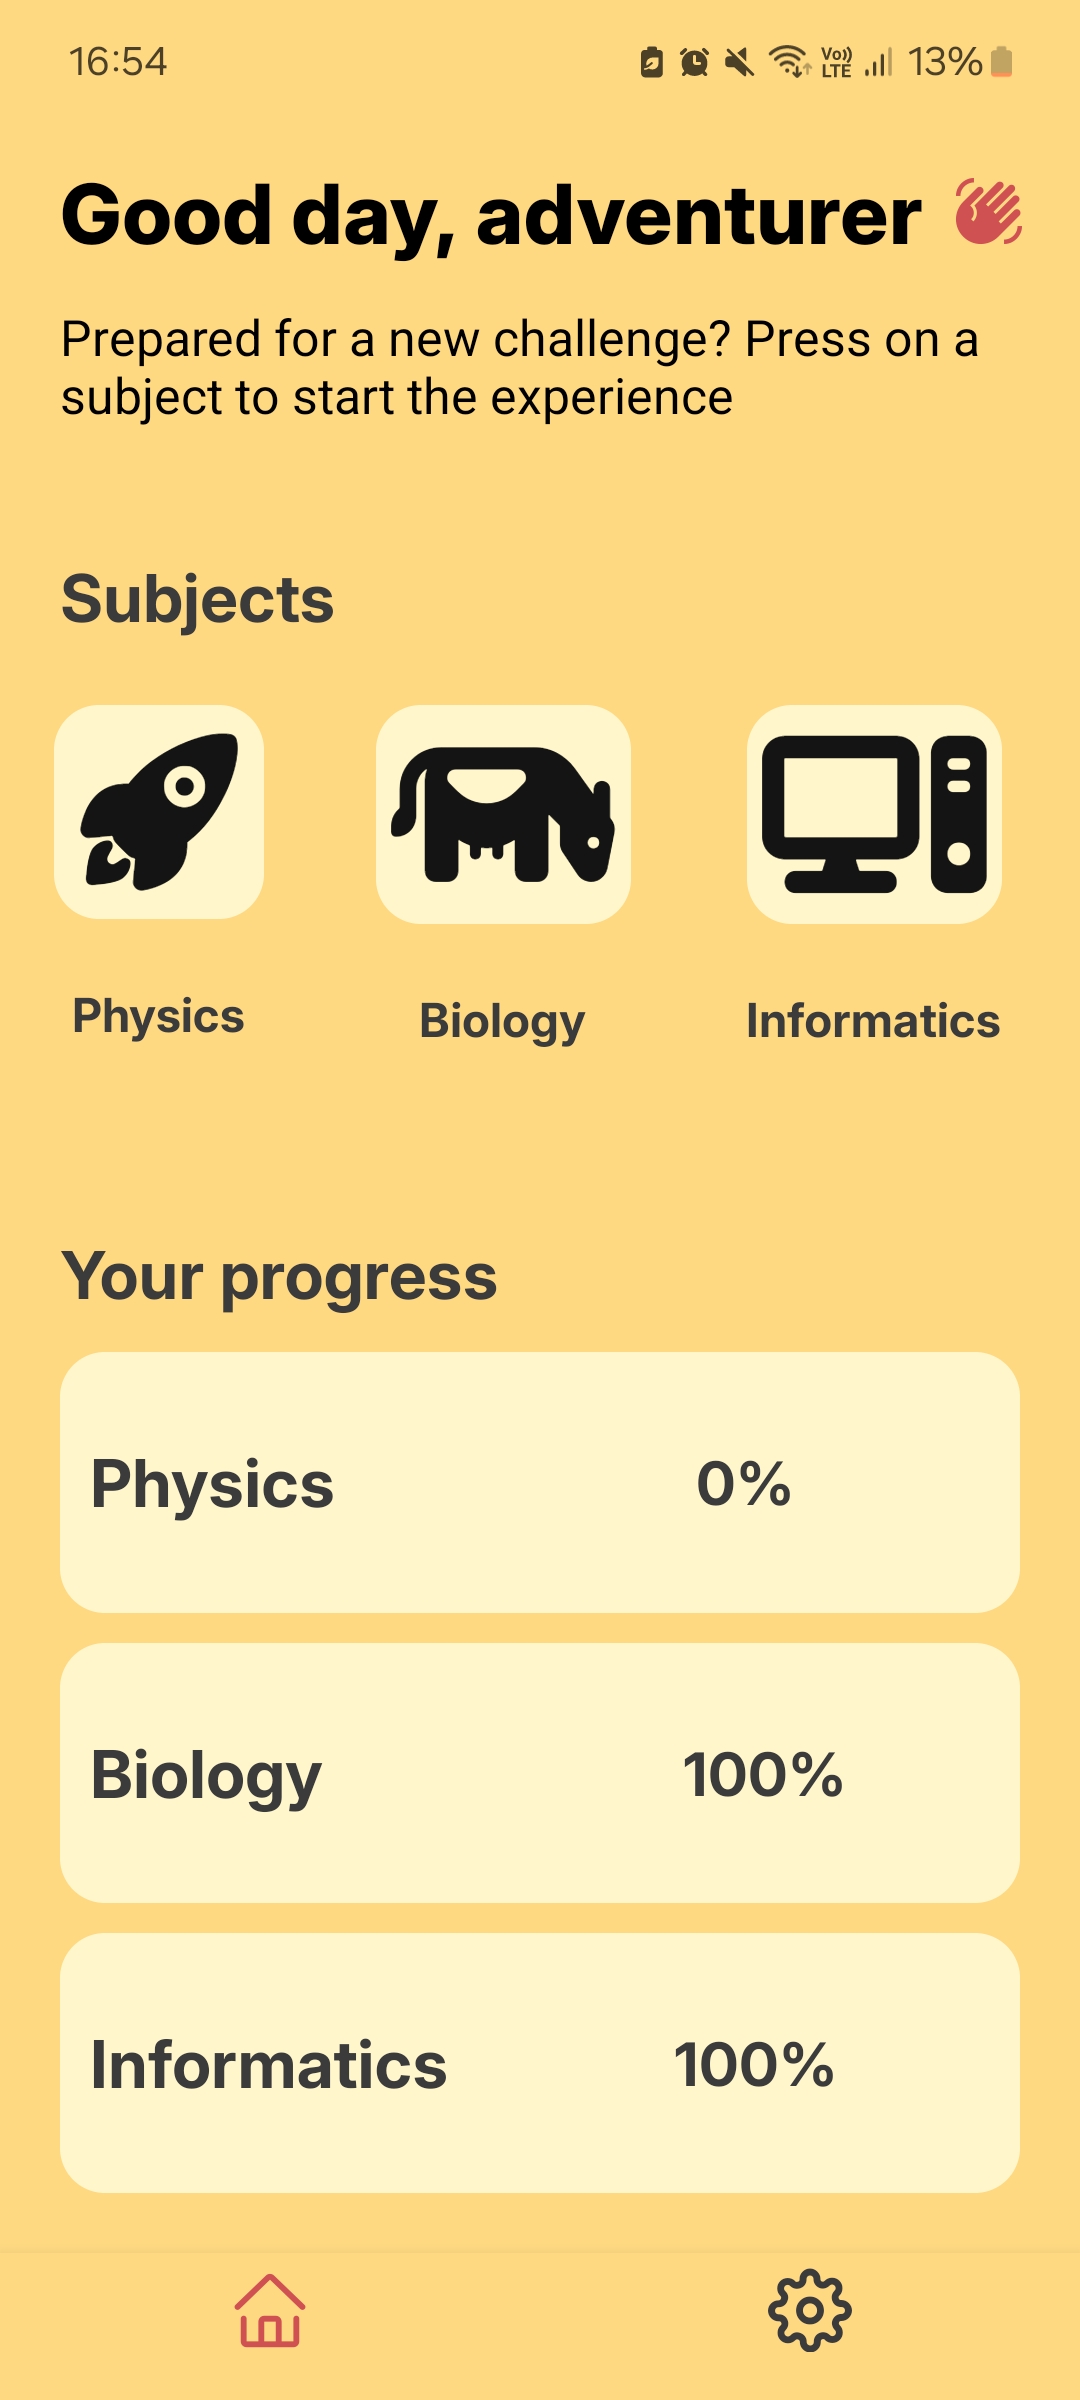 16:54
Vo)) LTE 13%
Good day, adventurer
Prepared for a new challenge? Press on a
subject to start the experience
Subjects
Physics
Biology
Informatics
Your progress
Physics 0%
Biology 100%
Informatics 100%